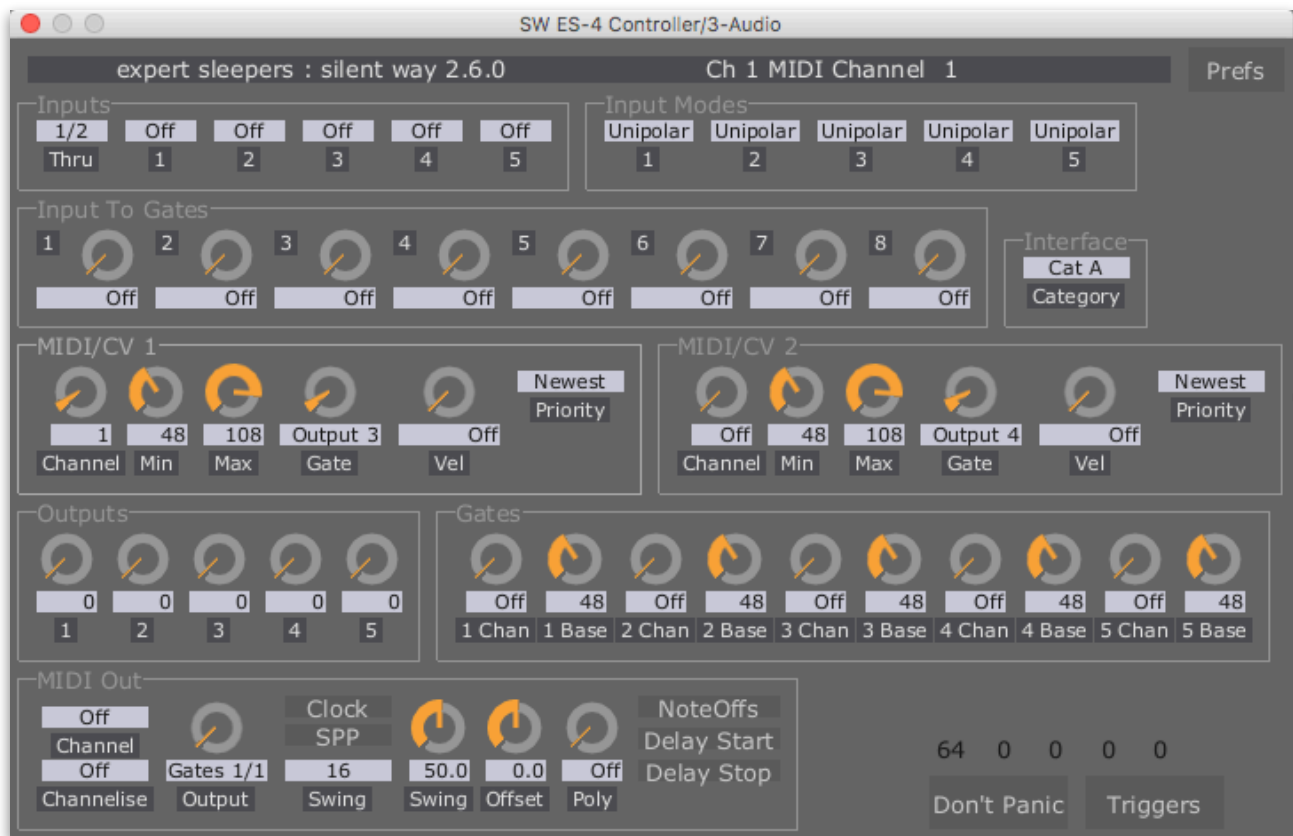 SW ES-4 Controller/3-Audio
expert sleepers : silent way 2.6.0 Ch 1 MIDI Channel 1 Prefs
Inputs Input Modes
1/2 Off Off Off Off Off Unipolar Unipolar Unipolar Unipolar Unipolar
Thru 1 2 3 4 5 1 2 3 4 5
Input To Gates
1 2 3 4 5 6 7 8
Interface
Cat A
Off Off Off Off Off Off Off Off Category
MIDI/CV 1 MIDI/CV 2
Newest Newest
Priority Priority
1 48 108 Output 3 Off Off 48 108 Output 4 Off
Channel Min Max Gate Vel Channel Min Max Gate Vel
Outputs Gates
0 0 0 0 0 Off 48 Off 48 Off 48 Off 48 Off 48
1 2 3 4 5 1 Chan 1 Base 2 Chan 2 Base 3 Chan 3 Base 4 Chan 4 Base 5 Chan 5 Base
MIDI Out
Off Clock NoteOffs
Channel SPP Delay Start
64 0 0 0 0
Off Gates 1/1 16 50.0 0.0 Off Delay Stop
Channelise Output Swing Swing Offset Poly Don't Panic Triggers